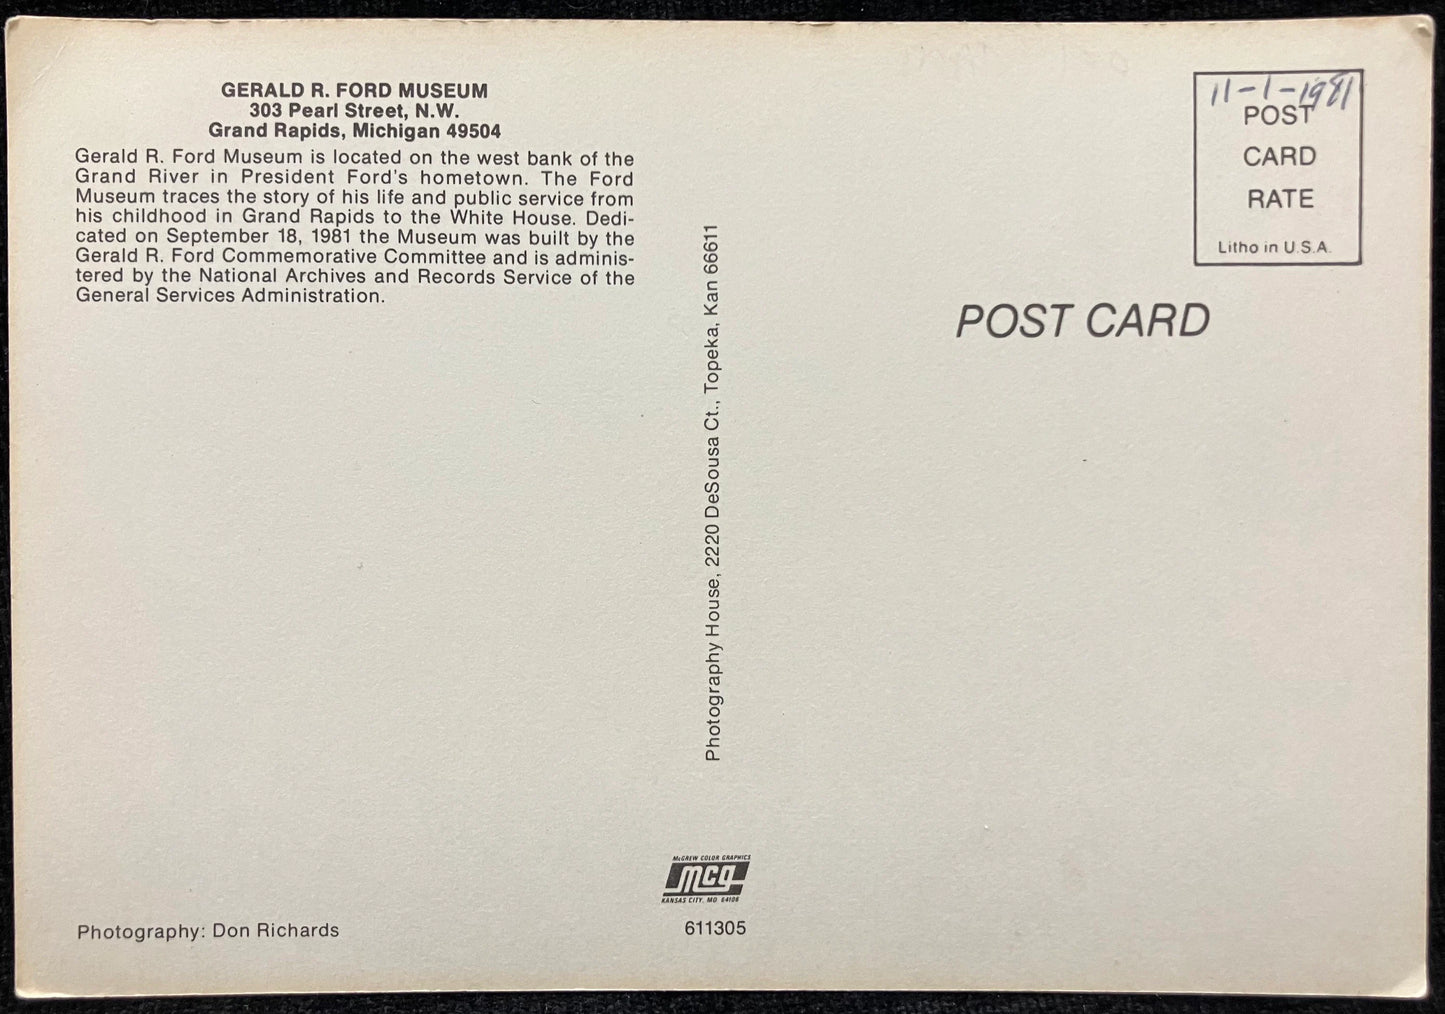 GERALD R. FORD MUSEUM
303 Pearl Street, N.W.
Grand Rapids, Michigan 49504
Gerald R. Ford Museum is located on the west bank of the
Grand River in President Ford's hometown. The Ford
Museum traces the story of his life and public service from
his childhood in Grand Rapids to the White House. Dedi-
cated on September 18, 1981 the Museum was built by the
Gerald R. Ford Commemorative Committee and is adminis-
tered by the National Archives and Records Service of the
General Services Administration.
Photography: Don Richards
Photography House, 2220 DeSousa Ct., Topeka, Kan 66611
McGREW COLOR GRAPHICS
mcg
KANSAS CITY, MO 64108
611305
11-1-1981
POST
CARD
RATE
Litho in U.S.A.
POST CARD